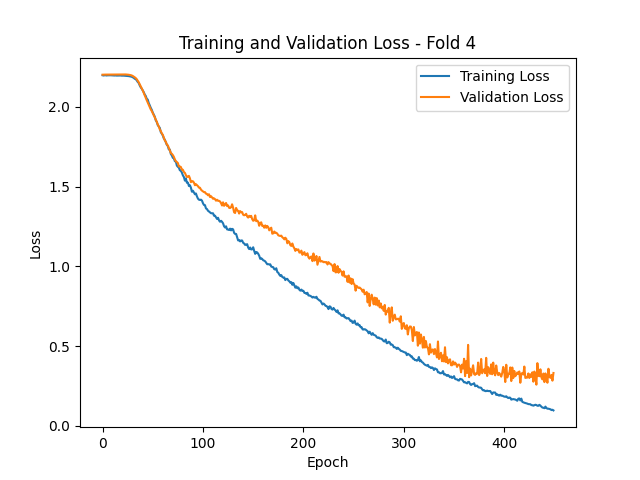 Training and Validation Loss - Fold 4
Training Loss
Validation Loss
2.0
1.5
1.0
0.5
0.0
Loss
0
100
200
300
400
Epoch